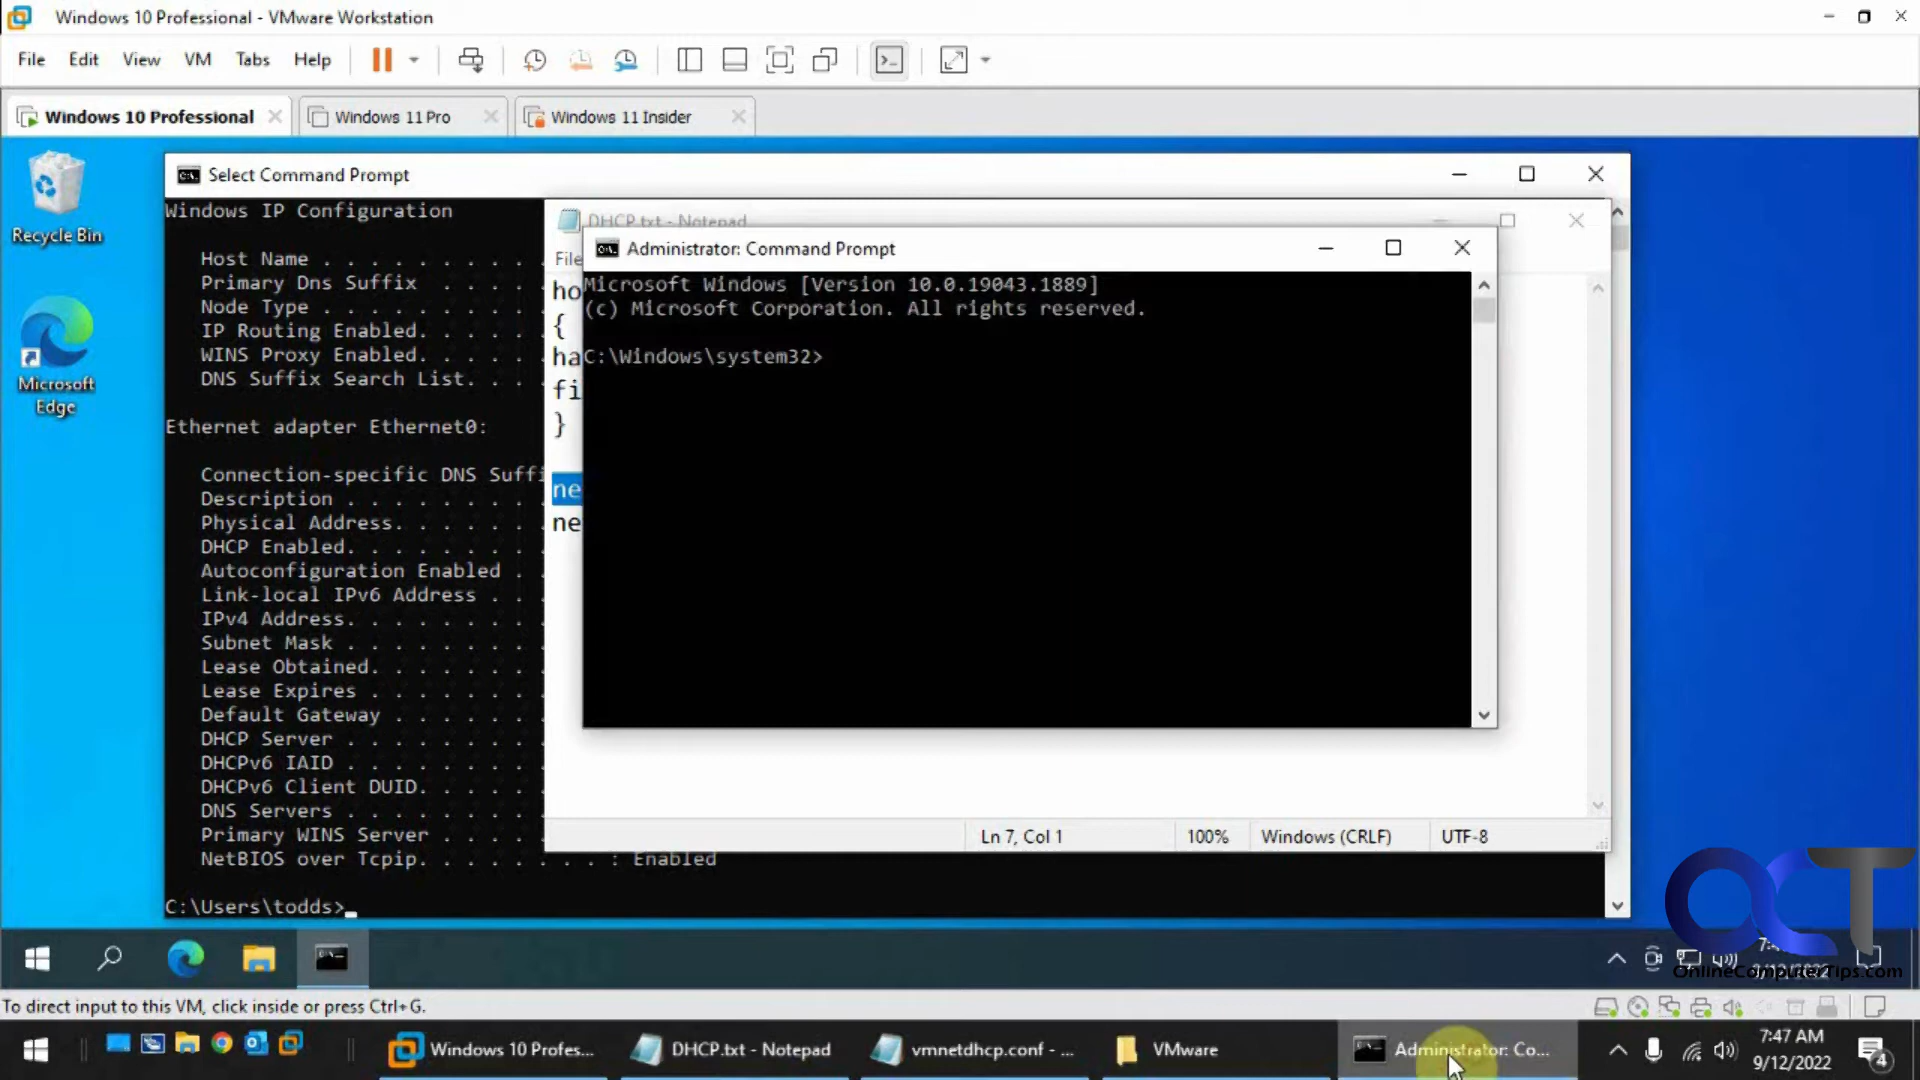 Windows 10 Professional - VMware Workstation
File Edit View VM Tabs Help
Windows 10 Professional
Windows 11 Pro
Windows 11 Insider
Recycle Bin
Microsoft
Edge
Select Command Prompt
Windows IP Configuration
Host Name . . . . . . . . . .
Primary Dns Suffix . . . . .
Node Type . . . . . . . . . .
IP Routing Enabled. . . . . .
WINS Proxy Enabled. . . . . .
DNS Suffix Search List. . . .
Ethernet adapter Ethernet0:
Connection-specific DNS Suffi
Description . . . . . . . . .
Physical Address. . . . . . .
DHCP Enabled. . . . . . . . .
Autoconfiguration Enabled . .
Link-local IPv6 Address . . .
IPv4 Address. . . . . . . . .
Subnet Mask . . . . . . . . .
Lease Obtained. . . . . . . .
Lease Expires . . . . . . . .
Default Gateway . . . . . . .
DHCP Server . . . . . . . . .
DHCPv6 IAID . . . . . . . . .
DHCPv6 Client DUID. . . . . .
DNS Servers . . . . . . . . .
Primary WINS Server . . . . .
NetBIOS over Tcpip. . . . . . . . : Enabled
C:\Users\todds>
DHCP.txt - Notepad
File
ho
{
ha
fi
}
ne
ne
Ln 7, Col 1 100% Windows (CRLF) UTF-8
Administrator: Command Prompt
Microsoft Windows [Version 10.0.19043.1889]
(c) Microsoft Corporation. All rights reserved.
C:\Windows\system32>
OCT
OnlineComputerTips.com
To direct input to this VM, click inside or press Ctrl+G.
Windows 10 Profes...
DHCP.txt - Notepad
vmnetdhcp.conf - ...
VMware
Administrator: Co...
7:47 AM
9/12/2022
4